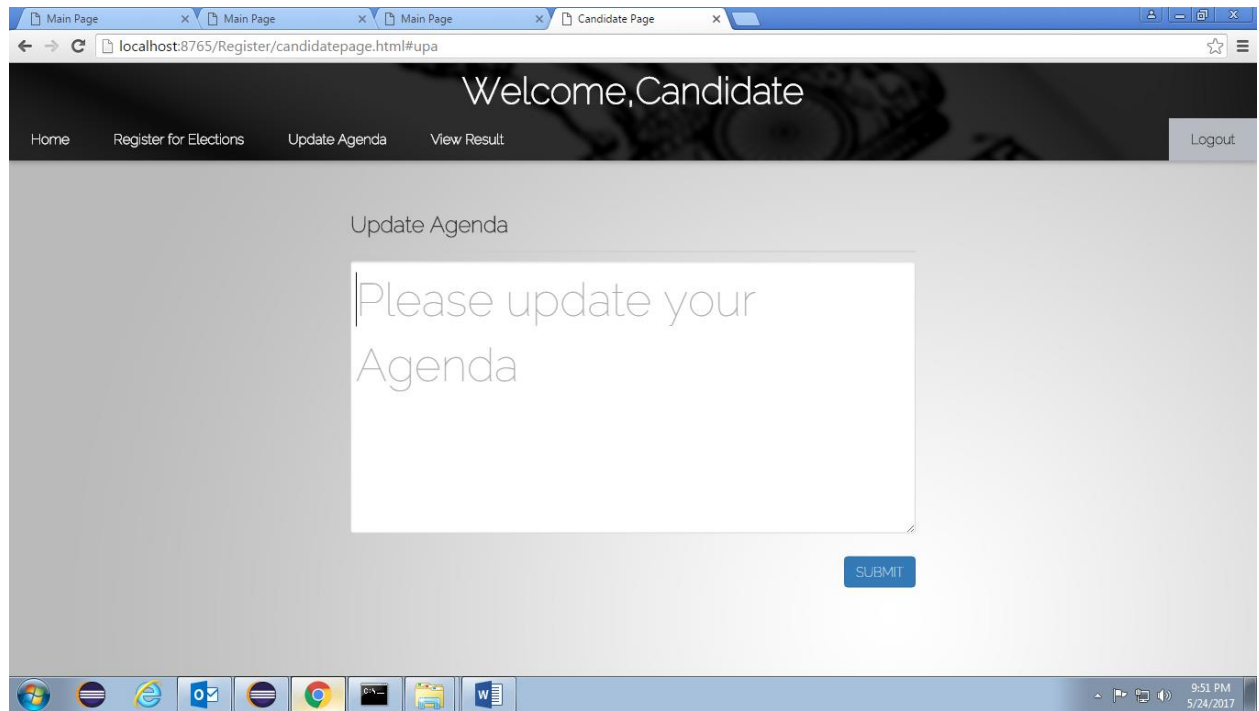 Main Page
Main Page
Main Page
Candidate Page
localhost:8765/Register/candidatepage.html#upa
Welcome,Candidate
Home
Register for Elections
Update Agenda
View Result
Logout
Update Agenda
Please update your
Agenda
SUBMIT
9:51 PM
5/24/2017